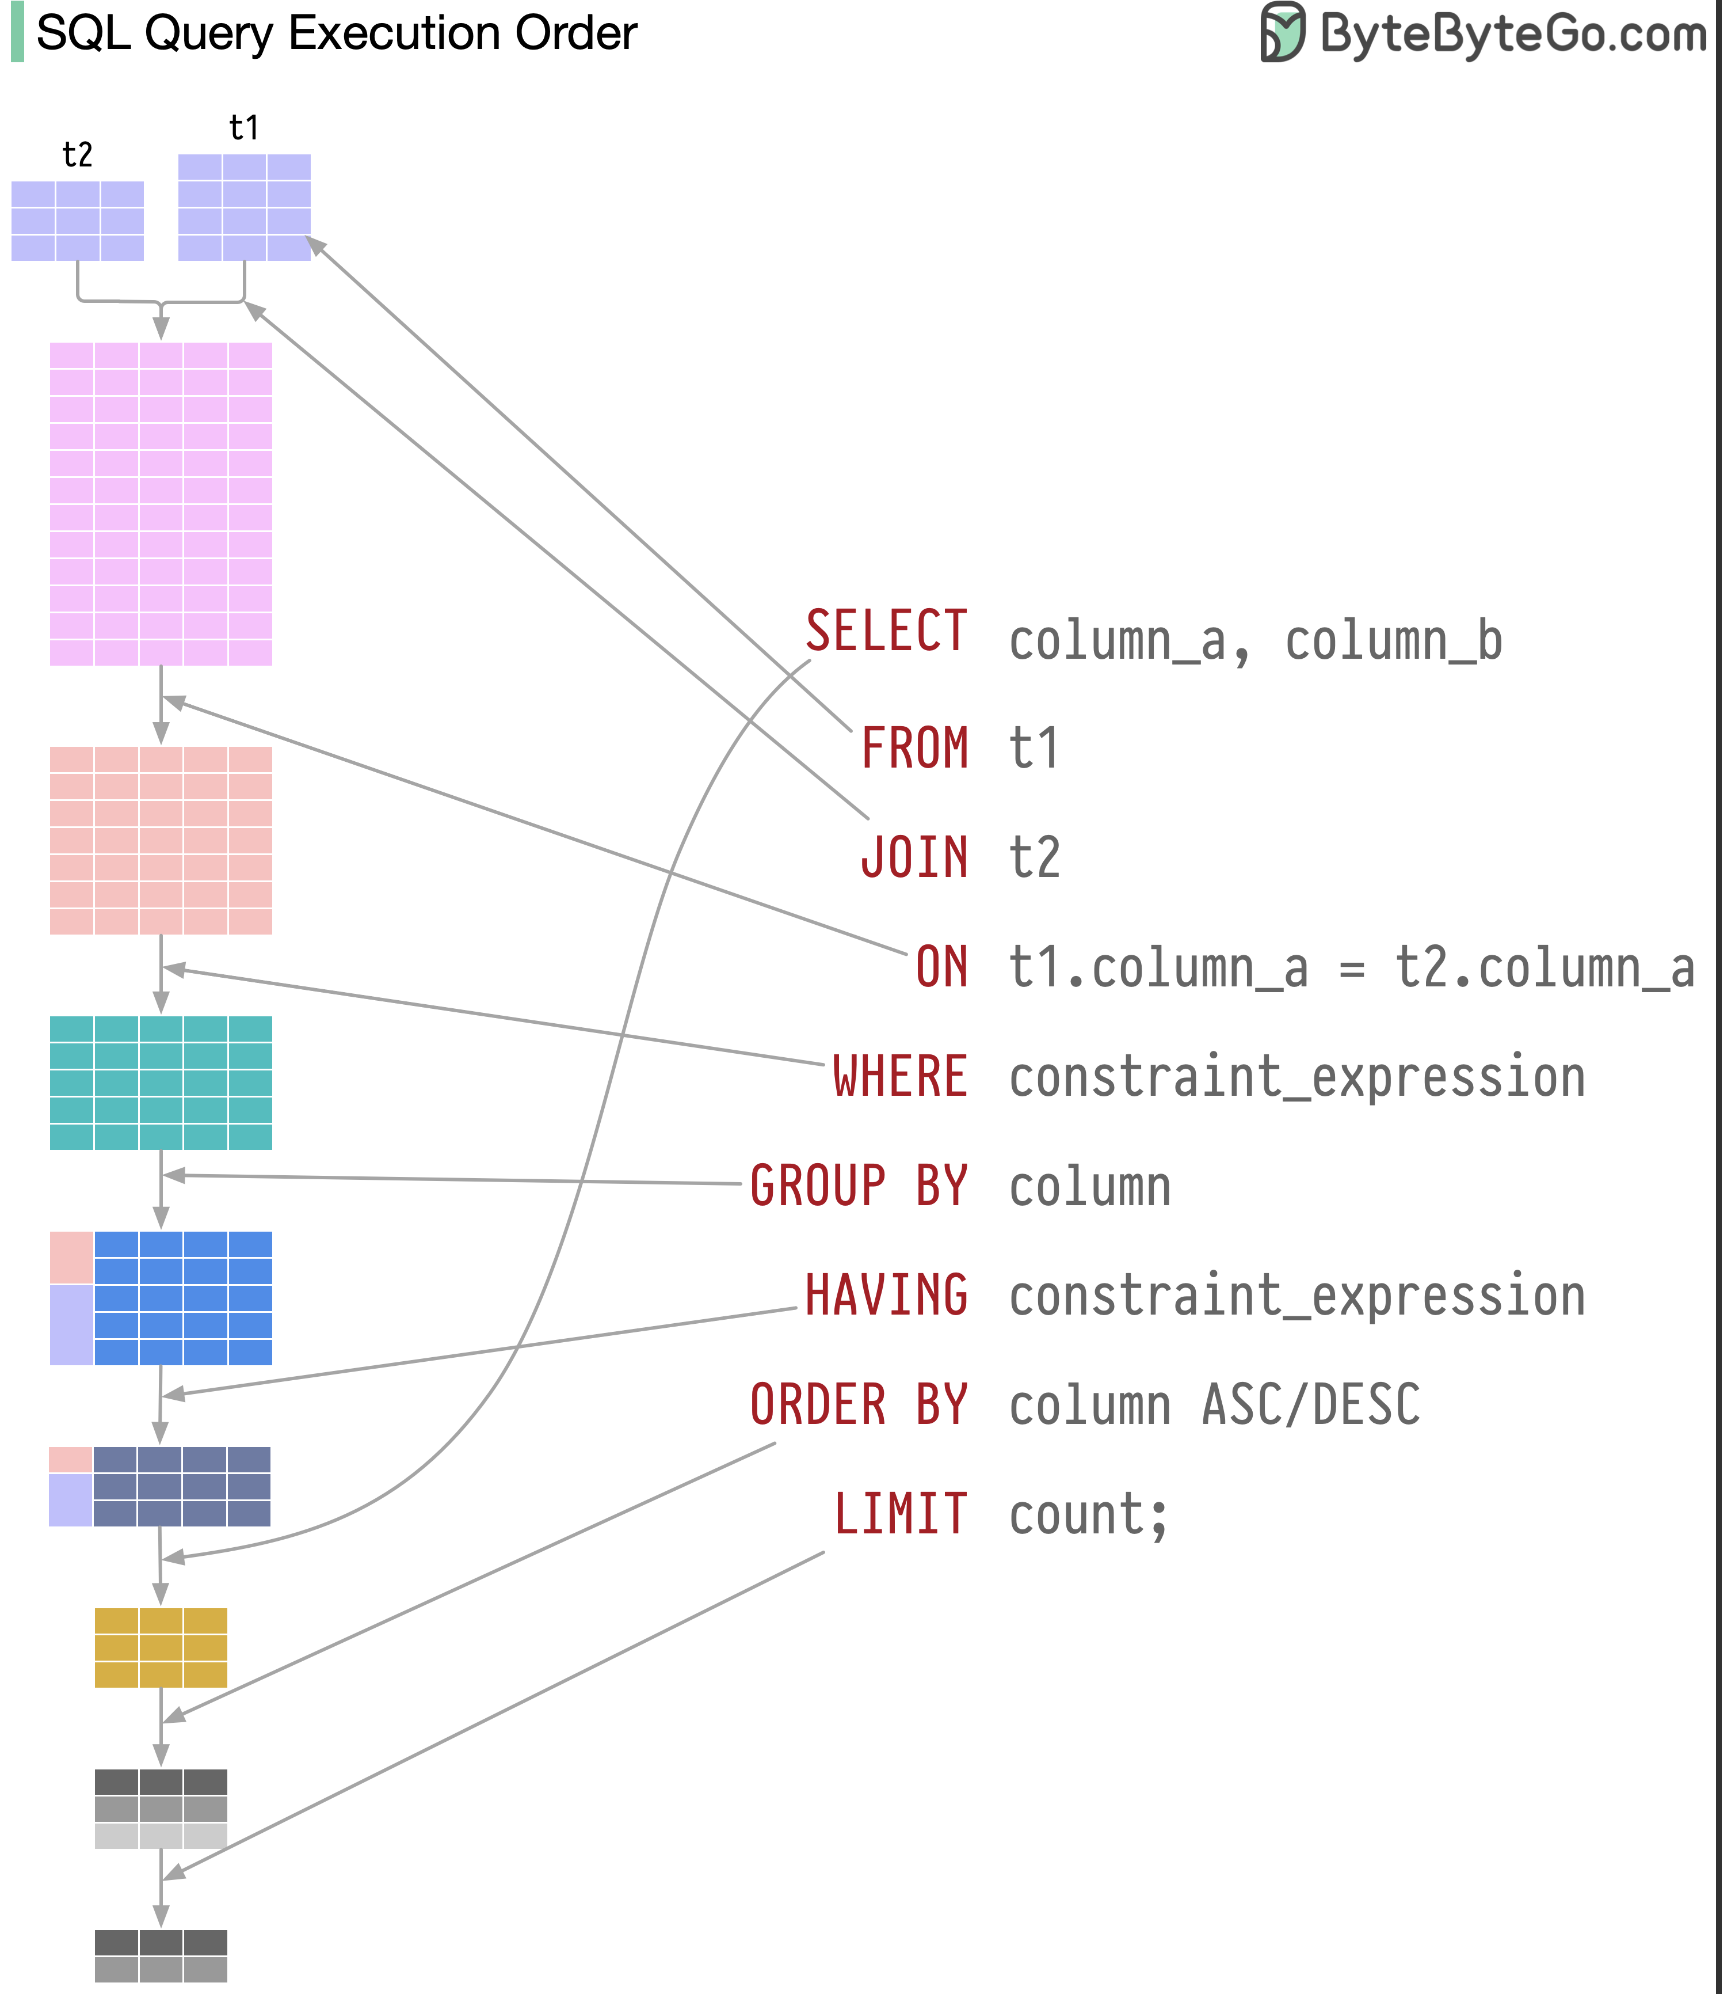 SQL Query Execution Order
ByteByteGo.com
t1
t2
SELECT column_a, column_b
FROM t1
JOIN t2
ON t1.column_a = t2.column_a
WHERE constraint_expression
GROUP BY column
HAVING constraint_expression
ORDER BY column ASC/DESC
LIMIT count;